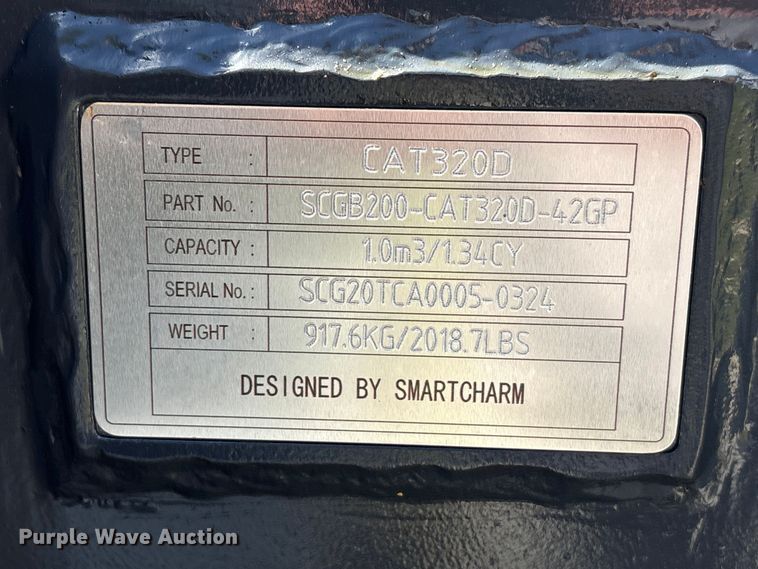 TYPE : CAT320D
PART No. : SCGB200-CAT320D-42GP
CAPACITY : 1.0m3/1.34CY
SERIAL No. : SCG20TCA0005-0324
WEIGHT : 917.6KG/2018.7LBS
DESIGNED BY SMARTCHARM
Purple Wave Auction